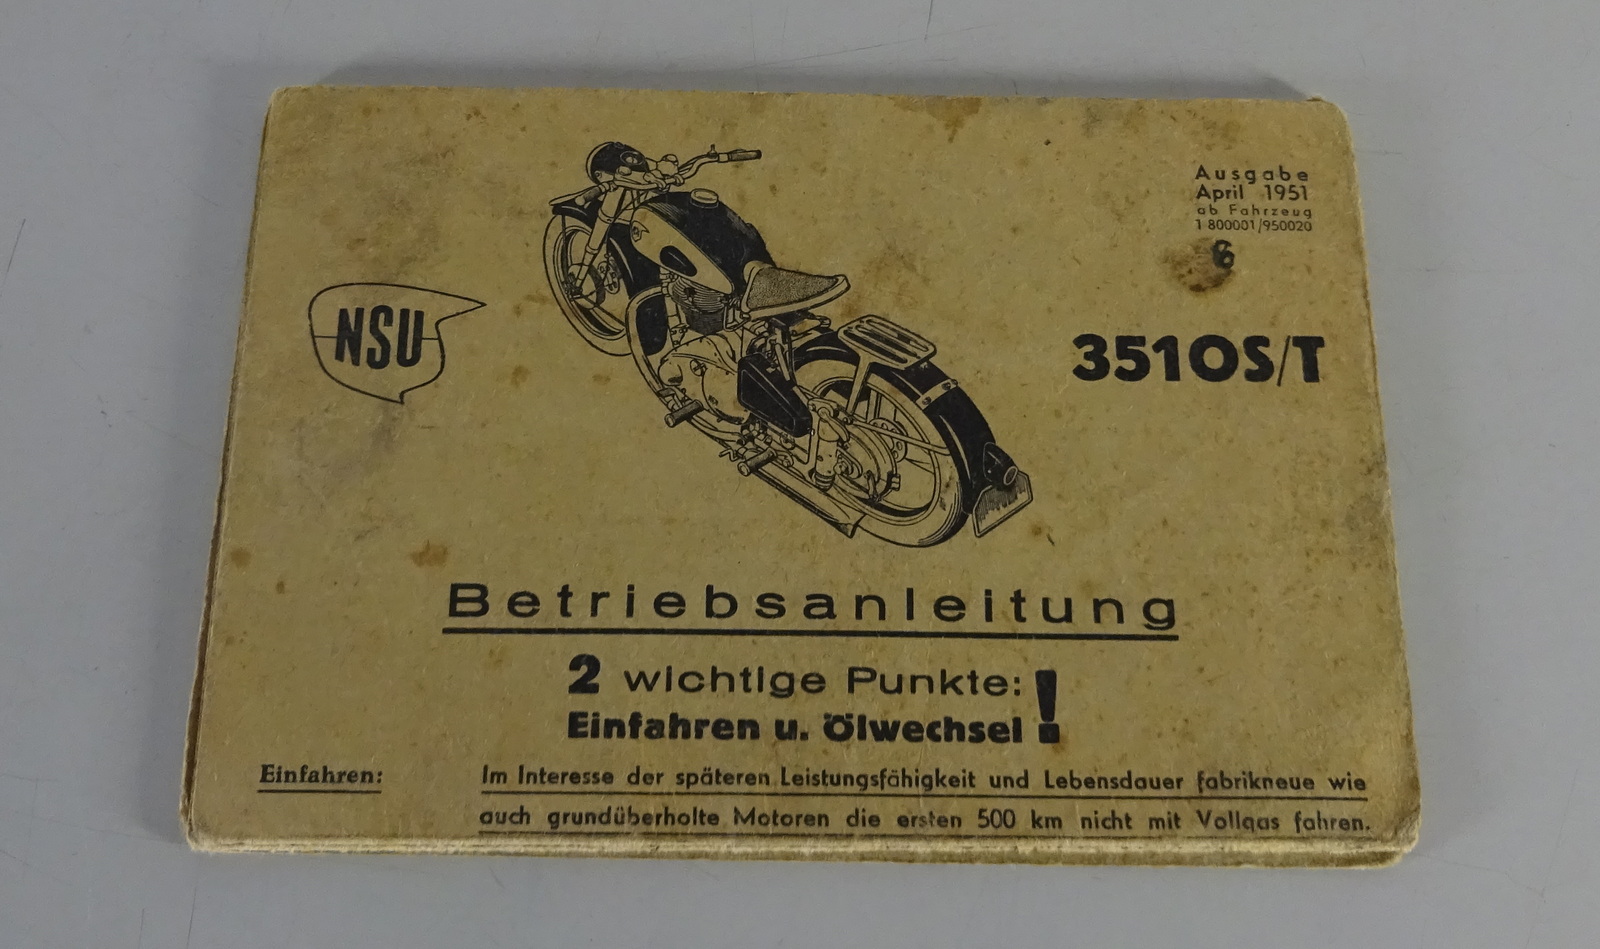 Ausgabe
April 1951
ab Fahrzeug
1 800001/950020
6
NSU
351OS/T
Betriebsanleitung
2 wichtige Punkte:
Einfahren u. Ölwechsel !
Einfahren:
Im Interesse der späteren Leistungsfähigkeit und Lebensdauer fabrikneue wie
auch grundüberholte Motoren die ersten 500 km nicht mit Vollgas fahren.